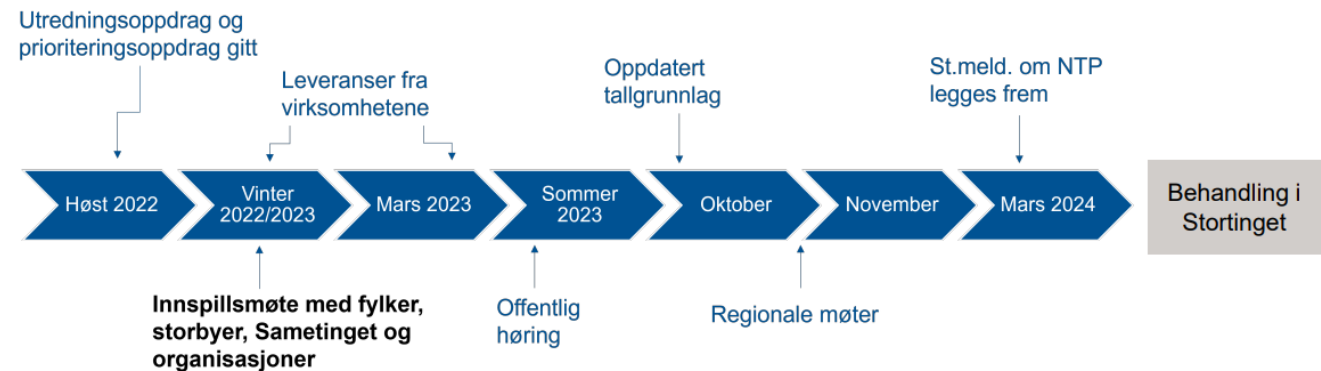 Utredningsoppdrag og
prioriteringsoppdrag gitt
Leveranser fra
virksomhetene
Oppdatert
tallgrunnlag
St.meld. om NTP
legges frem
Høst 2022
Vinter
2022/2023
Mars 2023
Sommer
2023
Oktober
November
Mars 2024
Behandling i
Stortinget
Innspillsmøte med fylker,
storbyer, Sametinget og
organisasjoner
Offentlig
høring
Regionale møter